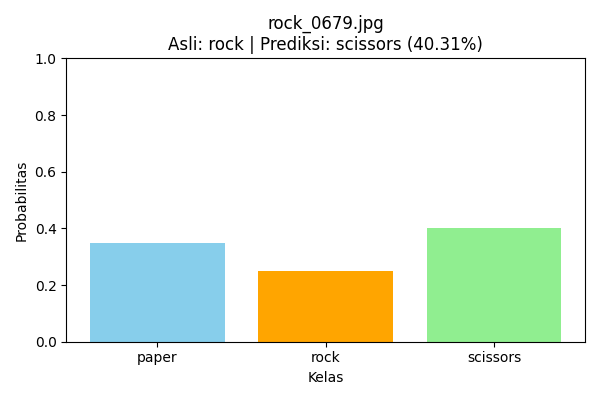 rock_0679.jpg
Asli: rock | Prediksi: scissors (40.31%)
1.0
0.8
0.6
0.4
0.2
0.0
Probabilitas
paper rock scissors
Kelas